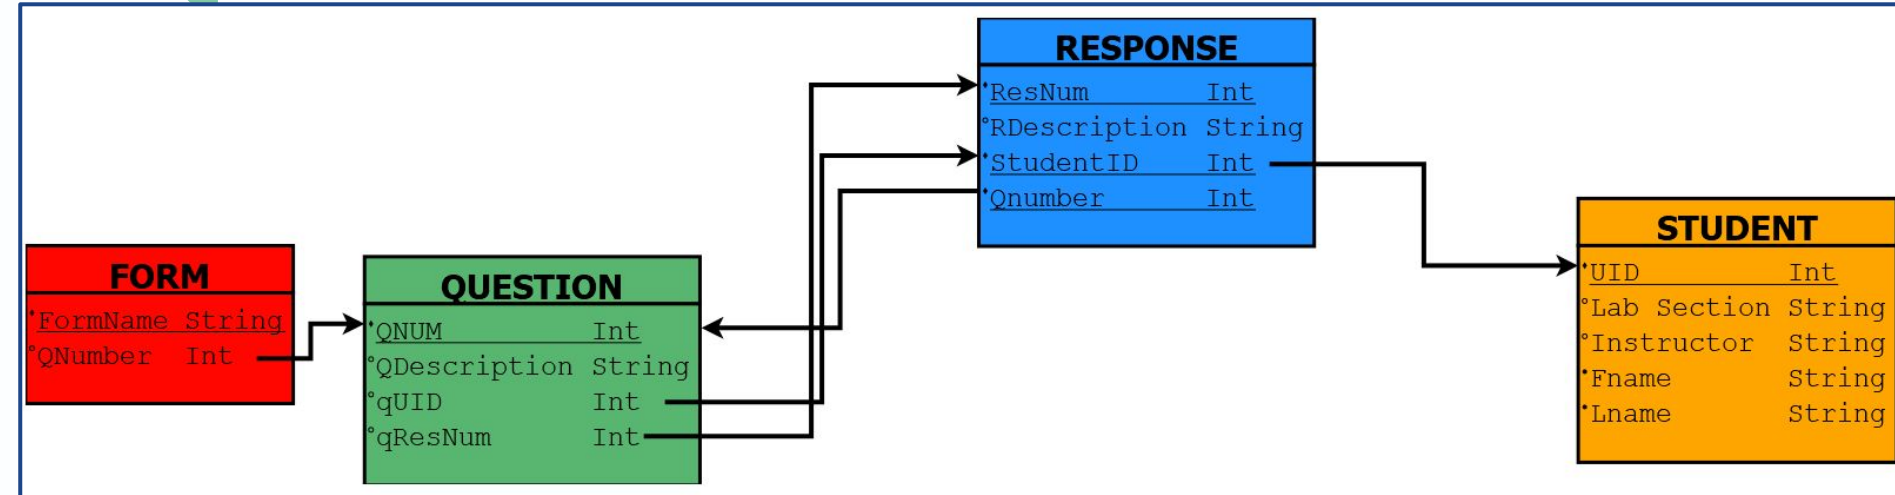 FORM
FormName String
QNumber Int
QUESTION
QNUM Int
QDescription String
qUID Int
qResNum Int
RESPONSE
ResNum Int
RDescription String
StudentID Int
Qnumber Int
STUDENT
UID Int
Lab Section String
Instructor String
Fname String
Lname String